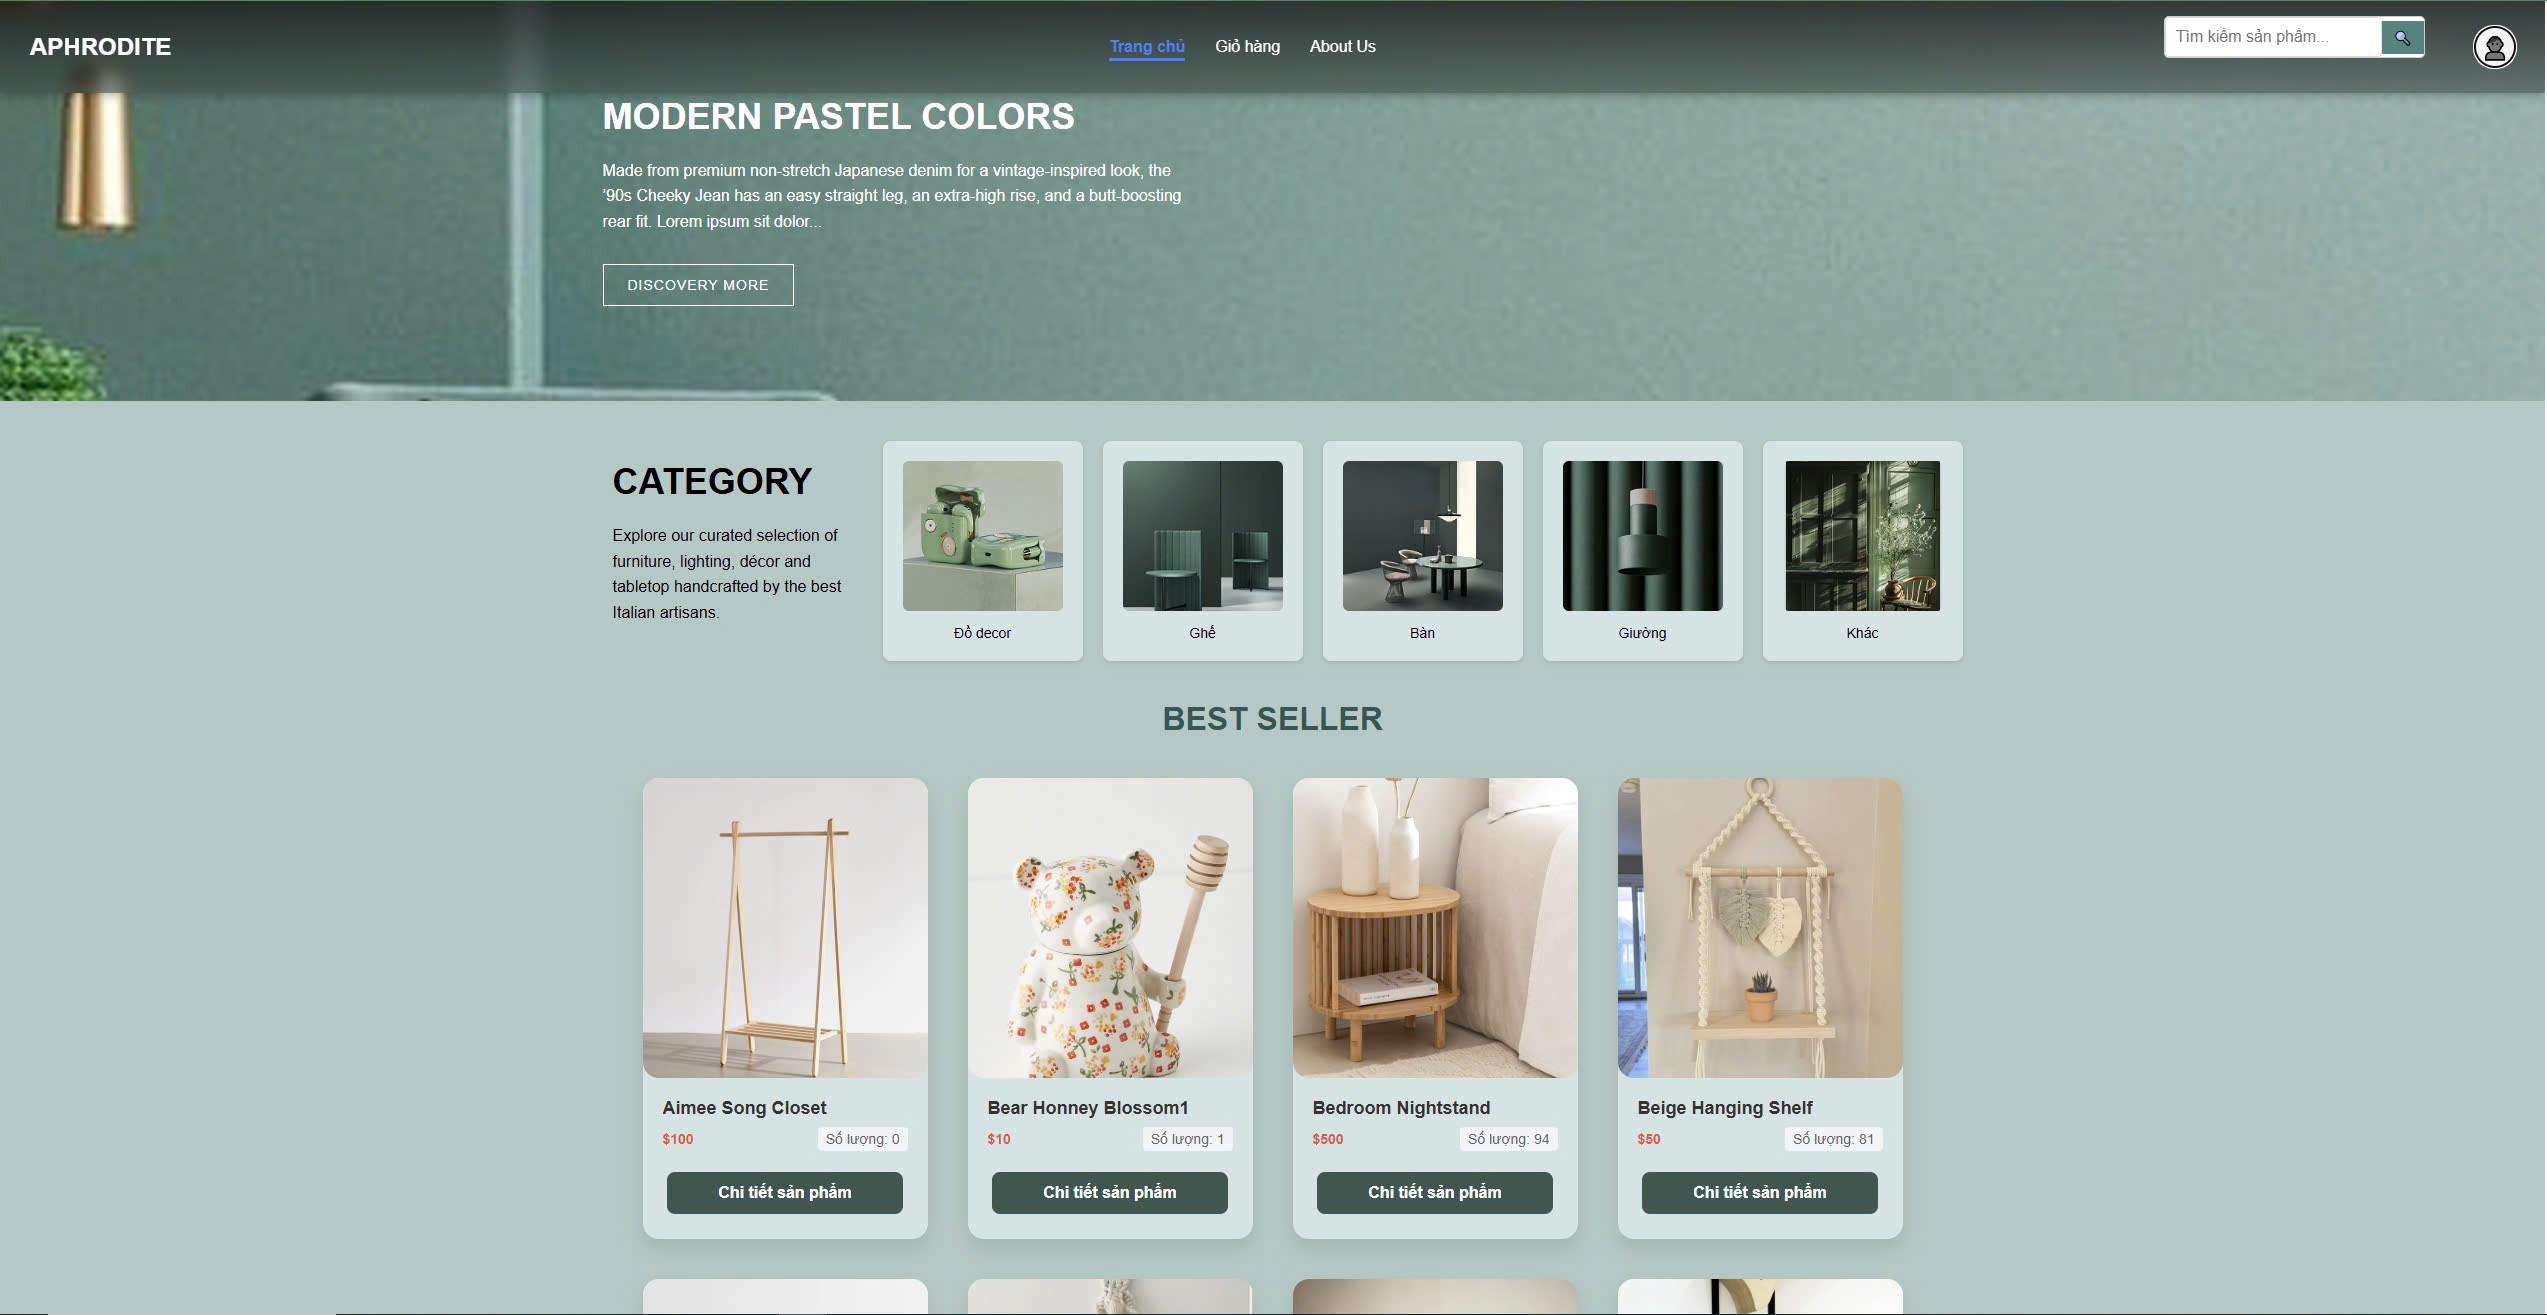 APHRODITE
Trang chủ
Giỏ hàng
About Us
Tìm kiếm sản phẩm...
MODERN PASTEL COLORS
Made from premium non-stretch Japanese denim for a vintage-inspired look, the
'90s Cheeky Jean has an easy straight leg, an extra-high rise, and a butt-boosting
rear fit. Lorem ipsum sit dolor...
DISCOVERY MORE
CATEGORY
Explore our curated selection of
furniture, lighting, décor and
tabletop handcrafted by the best
Italian artisans.
Đồ decor
Ghế
Bàn
Giường
Khác
BEST SELLER
Aimee Song Closet
$100
Số lượng: 0
Chi tiết sản phẩm
Bear Honney Blossom1
$10
Số lượng: 1
Chi tiết sản phẩm
Bedroom Nightstand
$500
Số lượng: 94
Chi tiết sản phẩm
Beige Hanging Shelf
$50
Số lượng: 81
Chi tiết sản phẩm